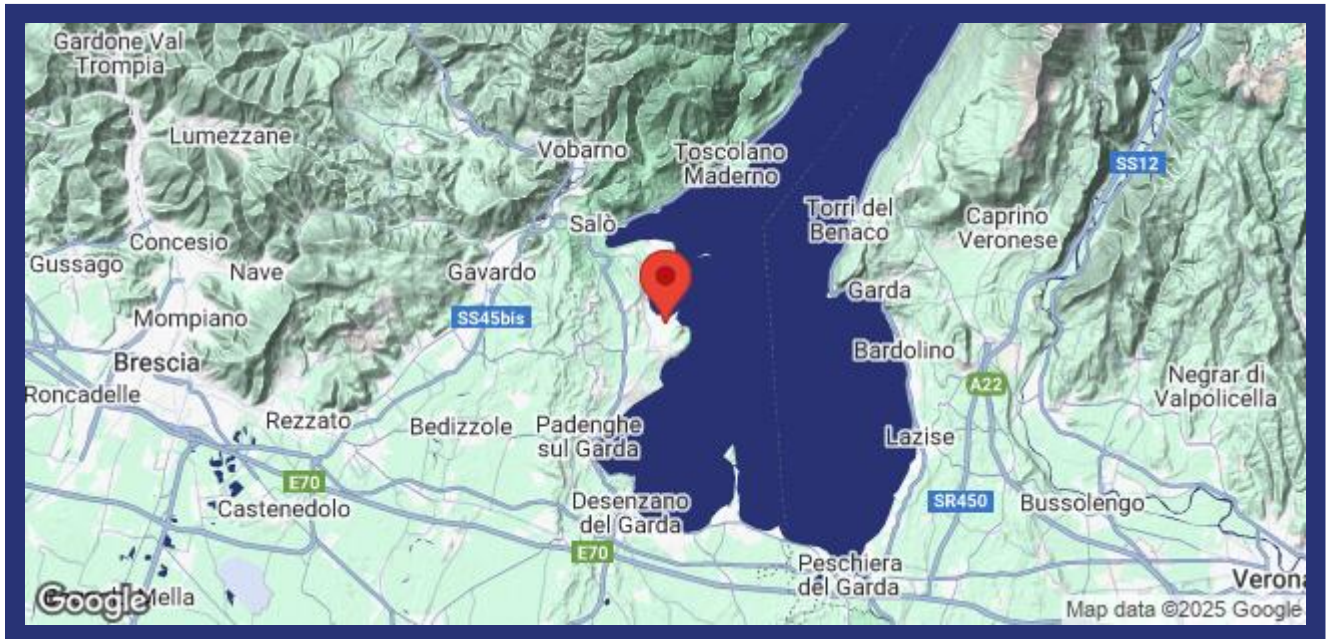 Gardone Val
Trompia
Lumezzane
Vobarno
Toscolano
Maderno
SS12
Torri del
Benaco
Caprino
Veronese
Salò
Concesio
Gussago
Nave
Gavardo
Garda
Mompiano
SS45bis
Bardolino
Brescia
A22
Negrar di
Valpolicella
Roncadelle
Rezzato
Bedizzole
Padenghe
sul Garda
Lazise
E70
Castenedolo
Desenzano
del Garda
SR450
Bussolengo
E70
Peschiera
del Garda
Verona
Google
Mella
Map data ©2025 Google